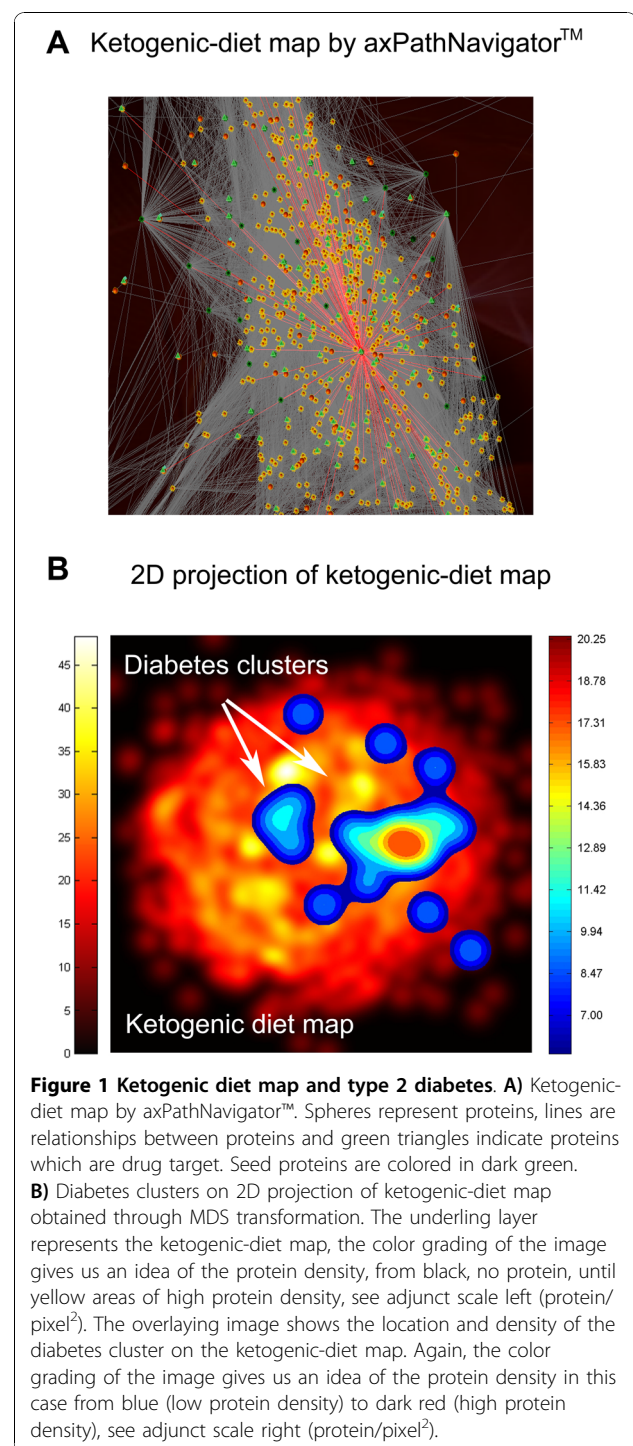 A Ketogenic-diet map by axPathNavigator™
B 2D projection of ketogenic-diet map
Diabetes clusters
Ketogenic diet map
45
40
35
30
25
20
15
10
5
0
20.25
18.78
17.31
15.83
14.36
12.89
11.42
9.94
8.47
7.00
Figure 1 Ketogenic diet map and type 2 diabetes. A) Ketogenic-
diet map by axPathNavigator™. Spheres represent proteins, lines are
relationships between proteins and green triangles indicate proteins
which are drug target. Seed proteins are colored in dark green.
B) Diabetes clusters on 2D projection of ketogenic-diet map
obtained through MDS transformation. The underling layer
represents the ketogenic-diet map, the color grading of the image
gives us an idea of the protein density, from black, no protein, until
yellow areas of high protein density, see adjunct scale left (protein/
pixel²). The overlaying image shows the location and density of the
diabetes cluster on the ketogenic-diet map. Again, the color
grading of the image gives us an idea of the protein density in this
case from blue (low protein density) to dark red (high protein
density), see adjunct scale right (protein/pixel²).